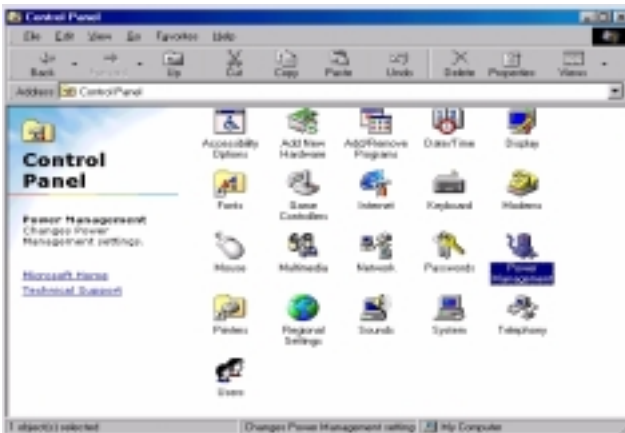 Control Panel
File Edit View Go Favorites Help
Back Forward Up Cut Copy Paste Undo Delete Properties Views
Address Control Panel
Control
Panel
Power Management
Changes Power
Management settings.
Microsoft Home
Technical Support
Accessibility
Options
Add New
Hardware
Add/Remove
Programs
Date/Time
Display
Fonts
Game
Controllers
Internet
Keyboard
Modems
Mouse
Multimedia
Network
Passwords
Power
Management
Printers
Regional
Settings
Sounds
System
Telephony
Users
1 object(s) selected
Changes Power Management setting
My Computer